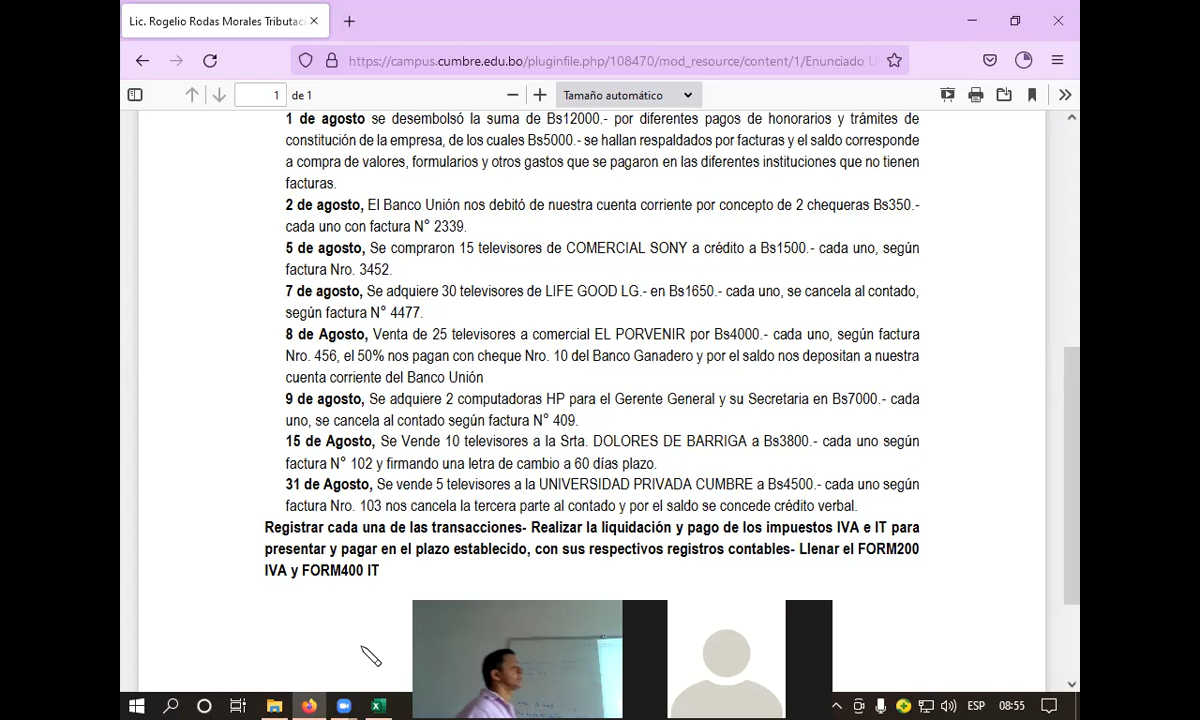 Lic. Rogelio Rodas Morales Tributac
https://campus.cumbre.edu.bo/pluginfile.php/108470/mod_resource/content/1/Enunciado L
1 de 1
Tamaño automático
1 de agosto se desembolsó la suma de Bs12000.- por diferentes pagos de honorarios y trámites de
constitución de la empresa, de los cuales Bs5000.- se hallan respaldados por facturas y el saldo corresponde
a compra de valores, formularios y otros gastos que se pagaron en las diferentes instituciones que no tienen
facturas.
2 de agosto, El Banco Unión nos debitó de nuestra cuenta corriente por concepto de 2 chequeras Bs350.-
cada uno con factura N° 2339.
5 de agosto, Se compraron 15 televisores de COMERCIAL SONY a crédito a Bs1500.- cada uno, según
factura Nro. 3452.
7 de agosto, Se adquiere 30 televisores de LIFE GOOD LG.- en Bs1650.- cada uno, se cancela al contado,
según factura N° 4477.
8 de Agosto, Venta de 25 televisores a comercial EL PORVENIR por Bs4000.- cada uno, según factura
Nro. 456, el 50% nos pagan con cheque Nro. 10 del Banco Ganadero y por el saldo nos depositan a nuestra
cuenta corriente del Banco Unión
9 de agosto, Se adquiere 2 computadoras HP para el Gerente General y su Secretaria en Bs7000.- cada
uno, se cancela al contado según factura N° 409.
15 de Agosto, Se Vende 10 televisores a la Srta. DOLORES DE BARRIGA a Bs3800.- cada uno según
factura N° 102 y firmando una letra de cambio a 60 días plazo.
31 de Agosto, Se vende 5 televisores a la UNIVERSIDAD PRIVADA CUMBRE a Bs4500.- cada uno según
factura Nro. 103 nos cancela la tercera parte al contado y por el saldo se concede crédito verbal.
Registrar cada una de las transacciones- Realizar la liquidación y pago de los impuestos IVA e IT para
presentar y pagar en el plazo establecido, con sus respectivos registros contables- Llenar el FORM200
IVA y FORM400 IT
ESP
08:55